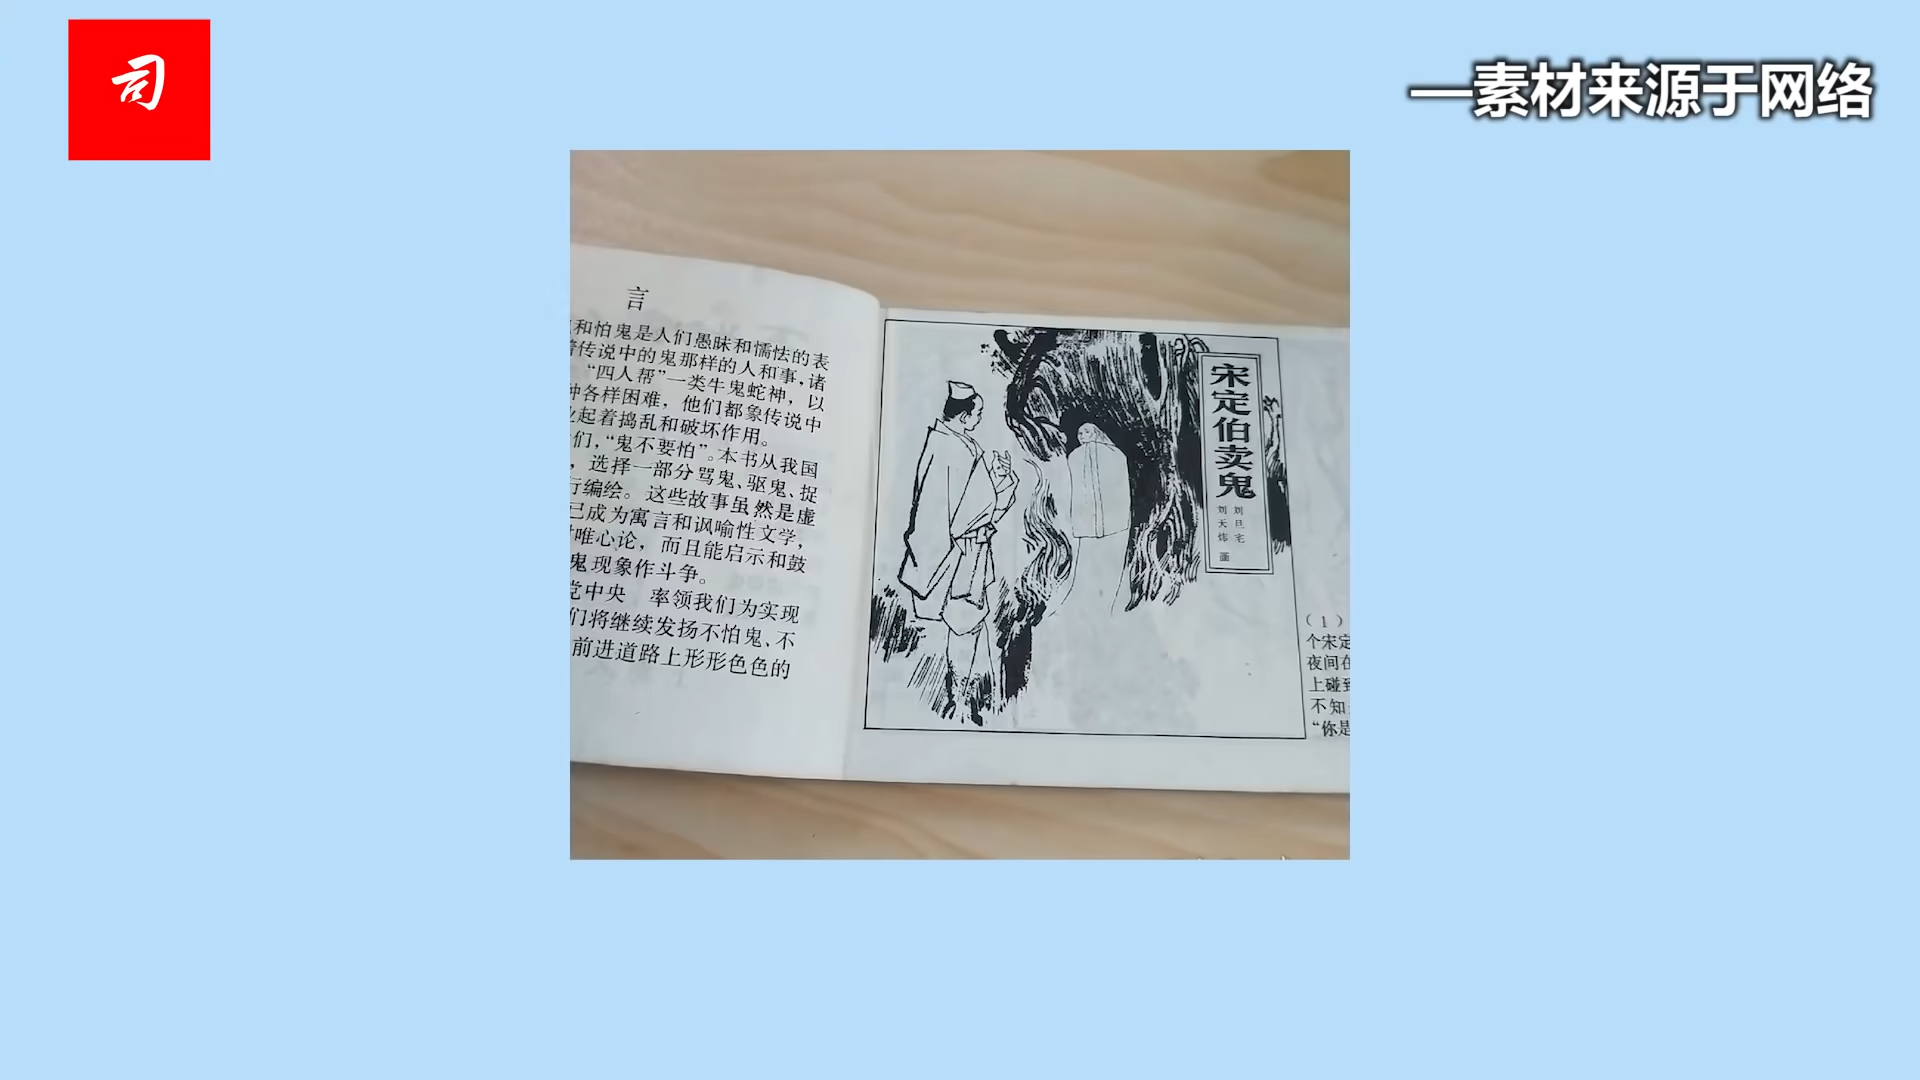 司
—素材来源于网络
言
和怕鬼是人们愚昧和懦怯的表
传说中的鬼那样的人和事,诸
“四人帮”一类牛鬼蛇神,以
各样困难,他们都象传说中
起着捣乱和破坏作用。
们,“鬼不要怕”。本书从我国
,选择一部分骂鬼、驱鬼、捉
行编绘。这些故事虽然是虚
已成为寓言和讽喻性文学,
唯心论,而且能启示和鼓
鬼现象作斗争。
党中央 率领我们为实现
们将继续发扬不怕鬼、不
前进道路上形形色色的
宋定伯卖鬼
刘旦宅
刘天炜 画
(1)
个宋定
夜间在
上碰到
不知
“你是